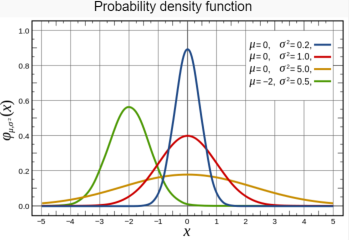 Probability density function
φμ,σ²(x)
1.0
0.8
0.6
0.4
0.2
0.0
μ=0, σ²=0.2,
μ=0, σ²=1.0,
μ=0, σ²=5.0,
μ=−2, σ²=0.5,
−5 −4 −3 −2 −1 0 1 2 3 4 5
x